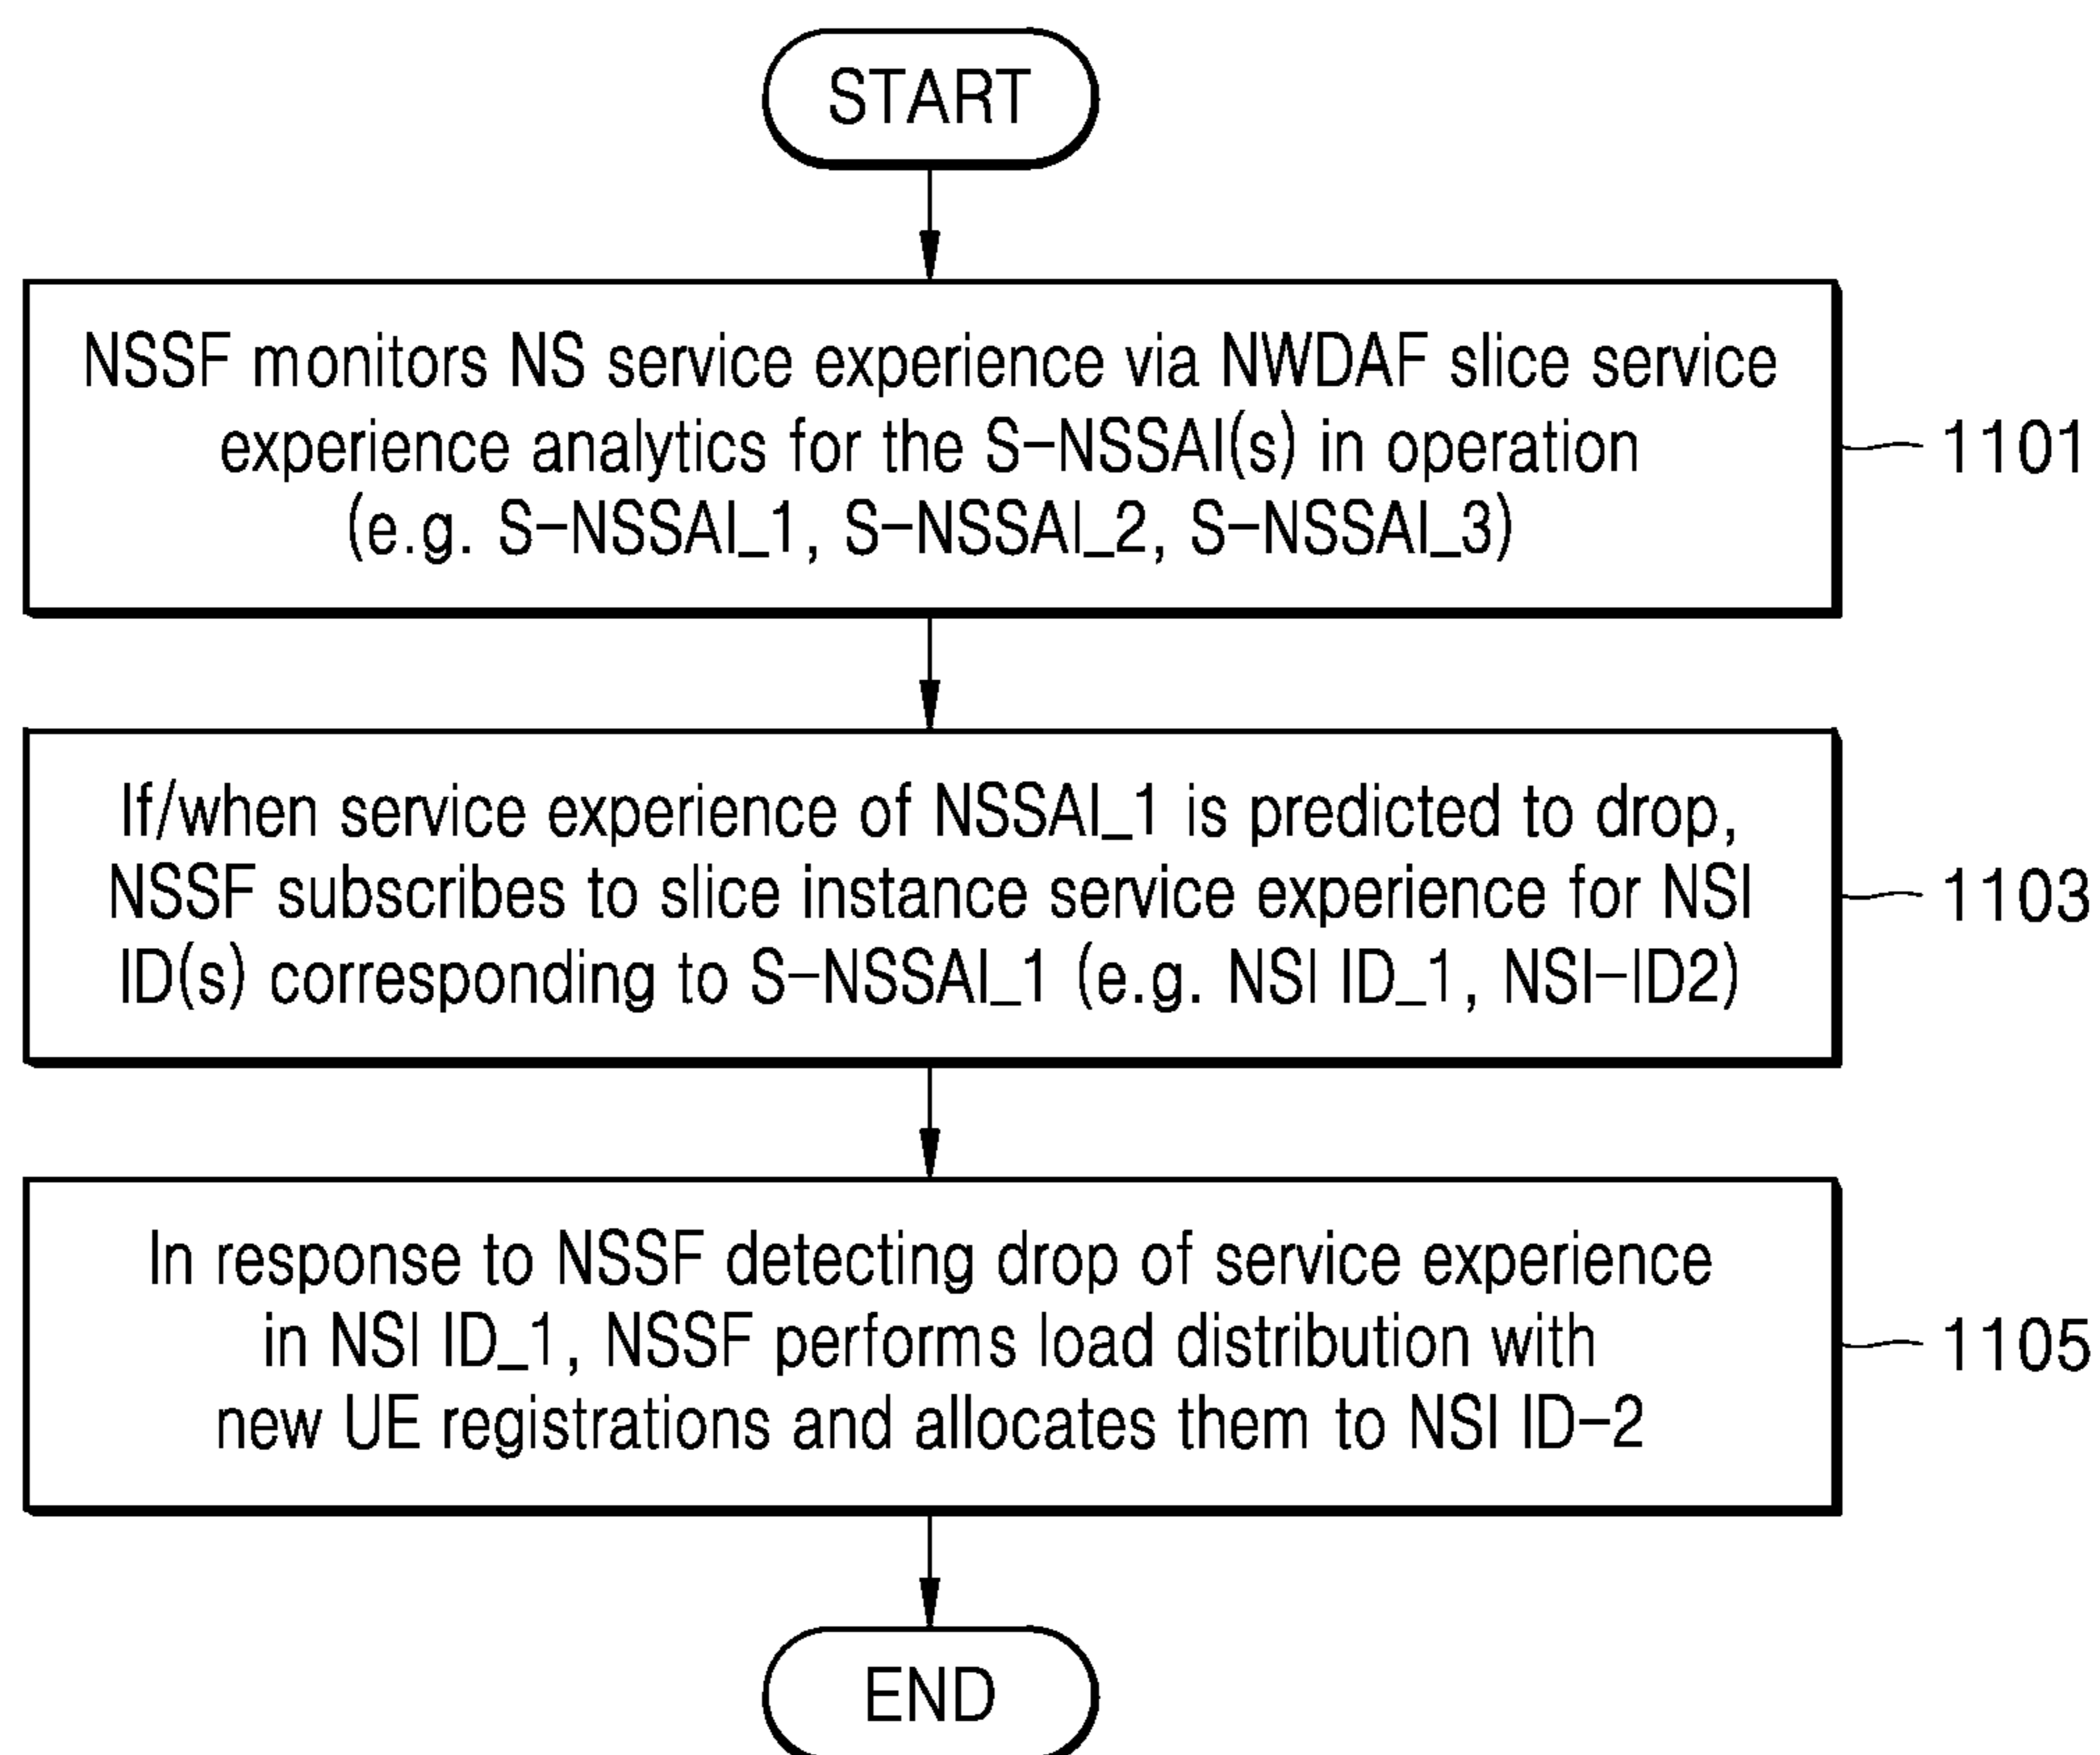 START
NSSF monitors NS service experience via NWDAF slice service
experience analytics for the S-NSSAI(s) in operation
(e.g. S-NSSAI_1, S-NSSAI_2, S-NSSAI_3)
1101
If/when service experience of NSSAI_1 is predicted to drop,
NSSF subscribes to slice instance service experience for NSI
ID(s) corresponding to S-NSSAI_1 (e.g. NSI ID_1, NSI-ID2)
1103
In response to NSSF detecting drop of service experience
in NSI ID_1, NSSF performs load distribution with
new UE registrations and allocates them to NSI ID-2
1105
END